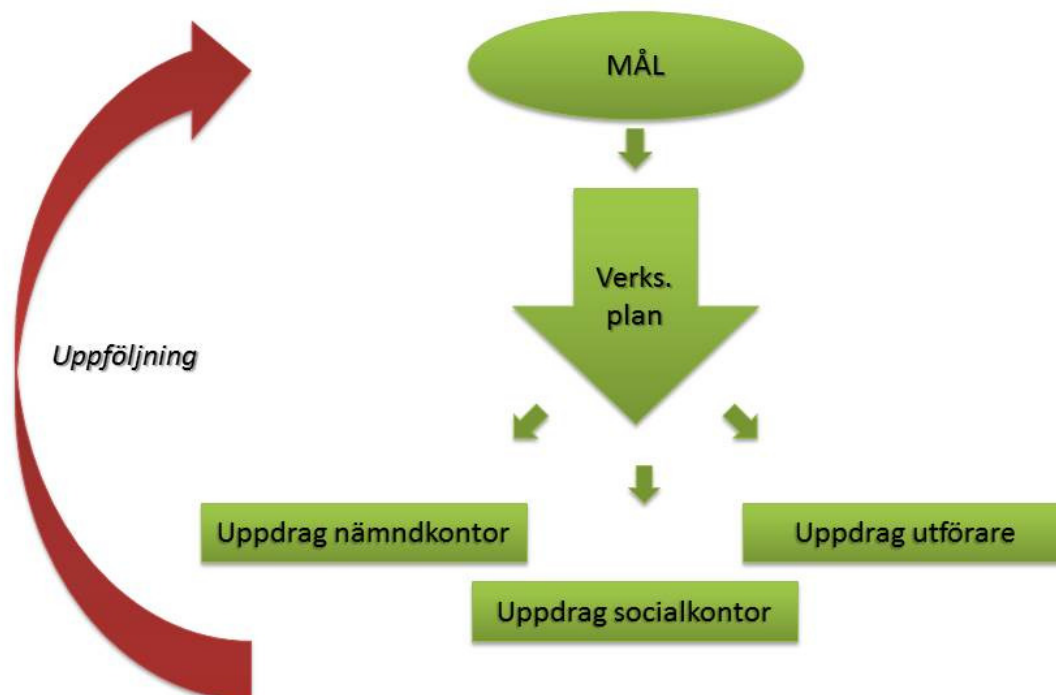 MÅL
Verks.
plan
Uppföljning
Uppdrag nämndkontor
Uppdrag utförare
Uppdrag socialkontor